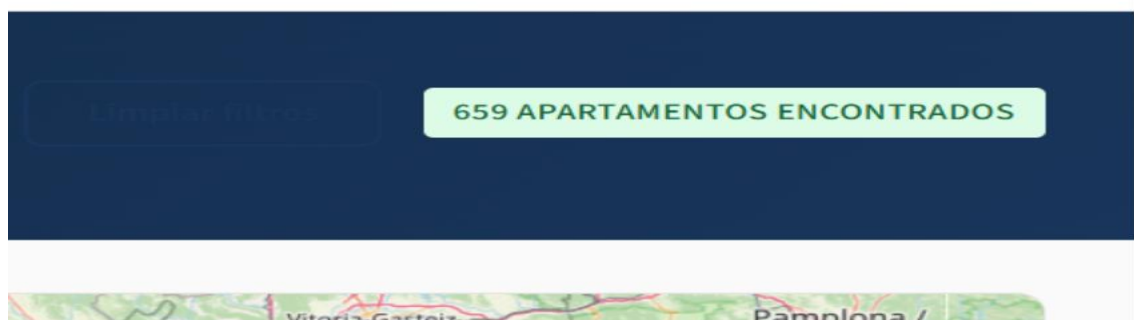 Limpiar filtros
659 APARTAMENTOS ENCONTRADOS
Vitoria-Gasteiz
Pamplona /